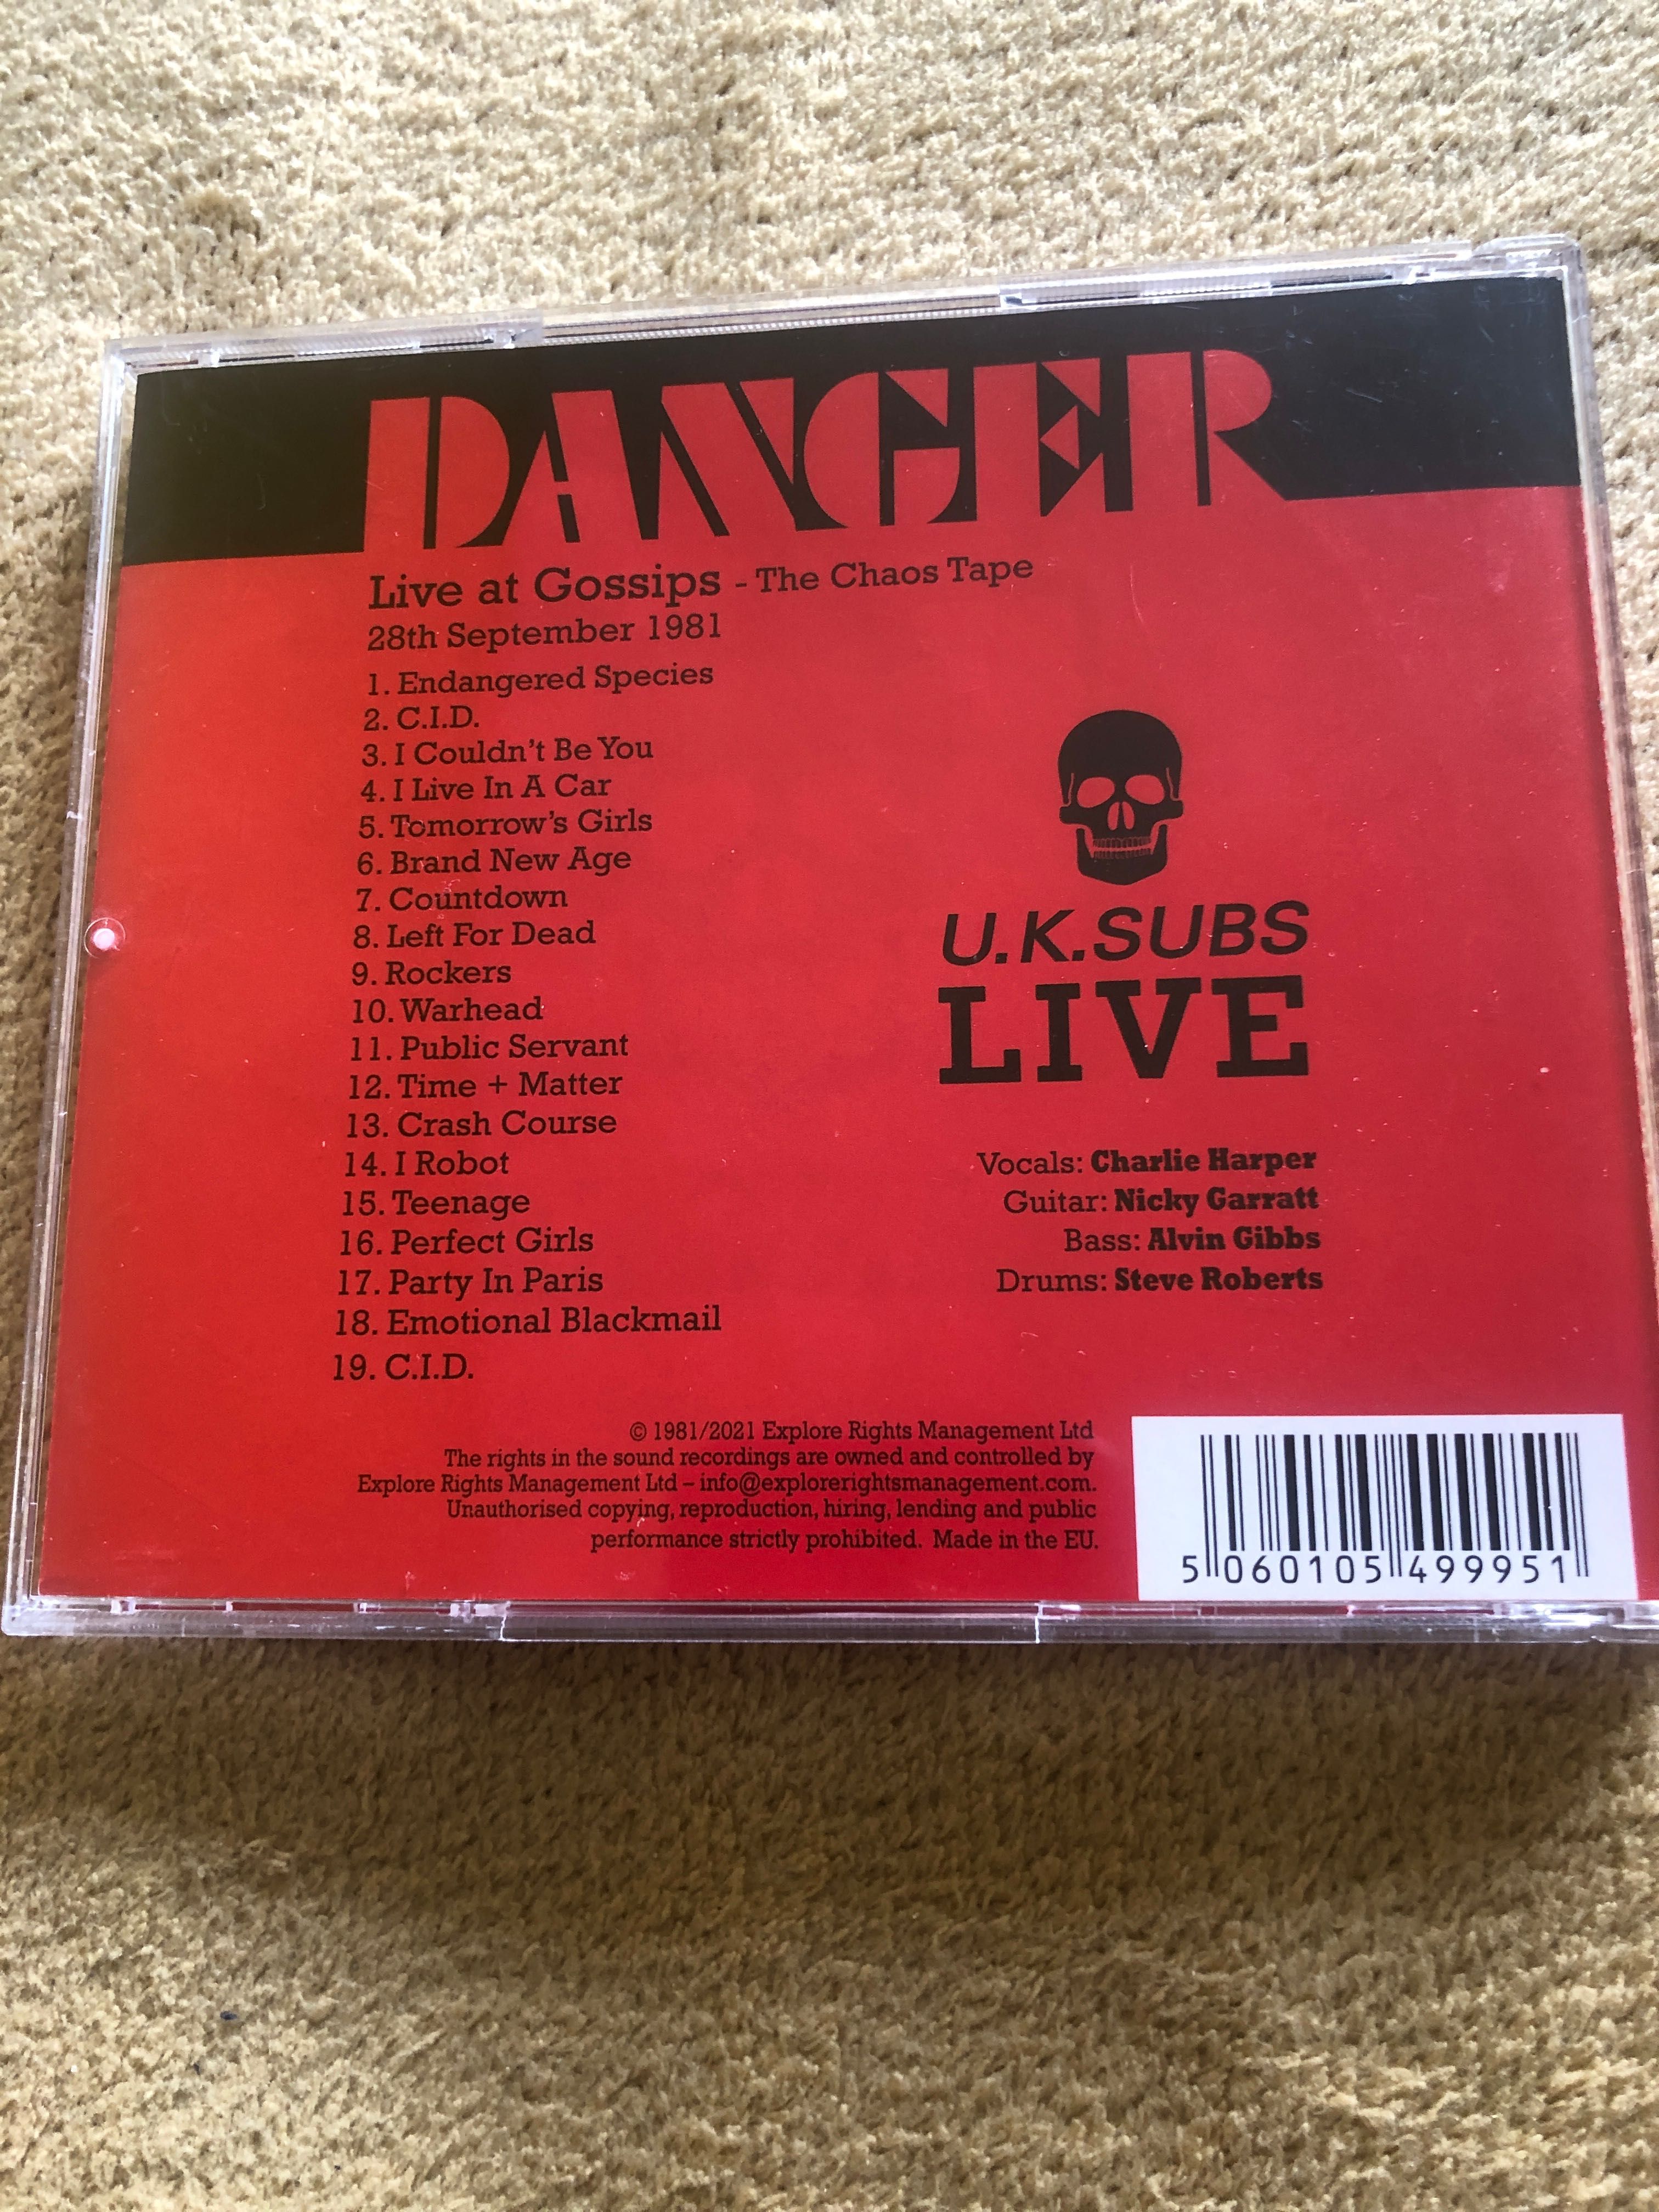 DANGER
Live at Gossips - The Chaos Tape
28th September 1981
1. Endangered Species
2. C.I.D.
3. I Couldn't Be You
4. I Live In A Car
5. Tomorrow's Girls
6. Brand New Age
7. Countdown
8. Left For Dead
9. Rockers
10. Warhead
11. Public Servant
12. Time + Matter
13. Crash Course
14. I Robot
15. Teenage
16. Perfect Girls
17. Party In Paris
18. Emotional Blackmail
19. C.I.D.
U.K.SUBS
LIVE
Vocals: Charlie Harper
Guitar: Nicky Garratt
Bass: Alvin Gibbs
Drums: Steve Roberts
© 1981/2021 Explore Rights Management Ltd
The rights in the sound recordings are owned and controlled by
Explore Rights Management Ltd – info@explorerightsmanagement.com.
Unauthorised copying, reproduction, hiring, lending and public
performance strictly prohibited. Made in the EU.
5 060105 499951